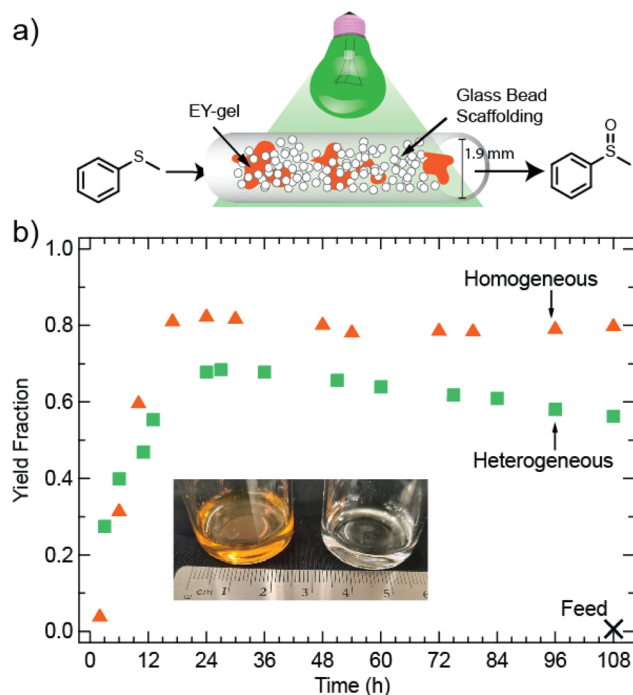 a)
EY-gel
Glass Bead
Scaffolding
S
1.9 mm
O
S
b)
Yield Fraction
1.0
0.8
0.6
0.4
0.2
0.0
Homogeneous
Heterogeneous
cm 1 2 3 4 5 6
Feed
0 12 24 36 48 60 72 84 96 108
Time (h)